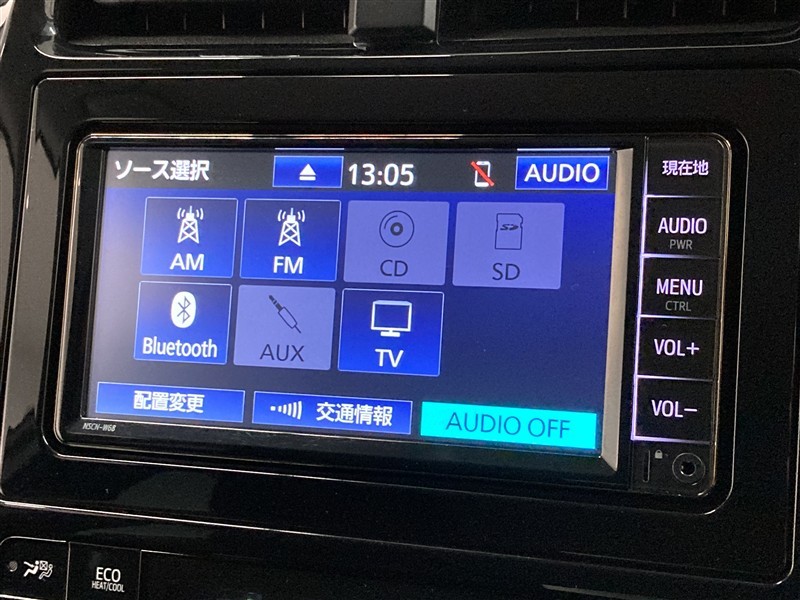 ソース選択
13:05
AUDIO
現在地
AM
FM
CD
SD
AUDIO
PWR
MENU
CTRL
Bluetooth
AUX
TV
VOL+
VOL−
配置変更
交通情報
AUDIO OFF
NSCN-W68
ECO
HEAT/COOL